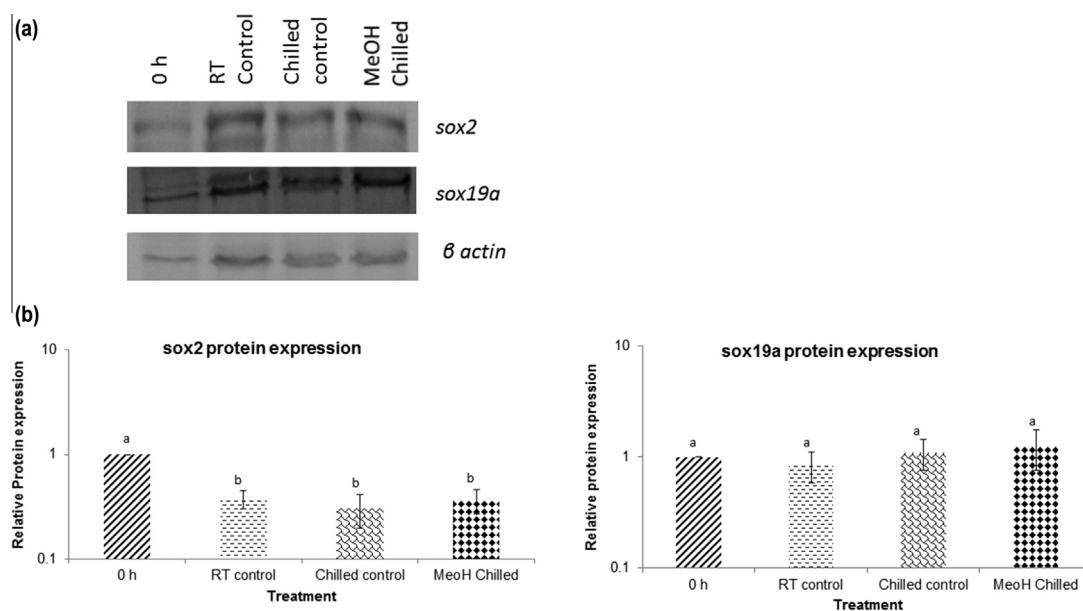 (a)
0 h
RT
Control
Chilled
control
MeOH
Chilled
sox2
sox19a
β actin
(b)
sox2 protein expression
Relative Protein expression
10
1
0.1
a
b
b
b
0 h
RT control
Chilled control
MeoH Chilled
Treatment
sox19a protein expression
Relative protein expression
10
1
0.1
a
a
a
a
0 h
RT control
Chilled control
MeoH Chilled
Treatment